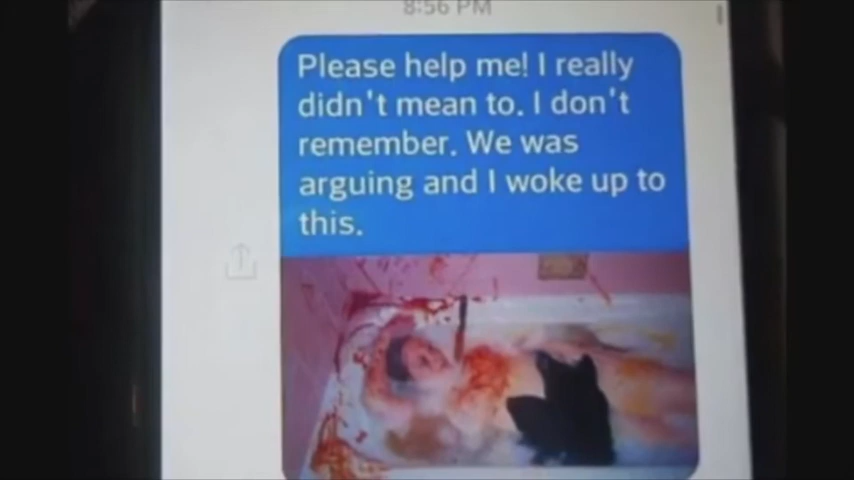 8:56 PM
Please help me! I really
didn't mean to. I don't
remember. We was
arguing and I woke up to
this.